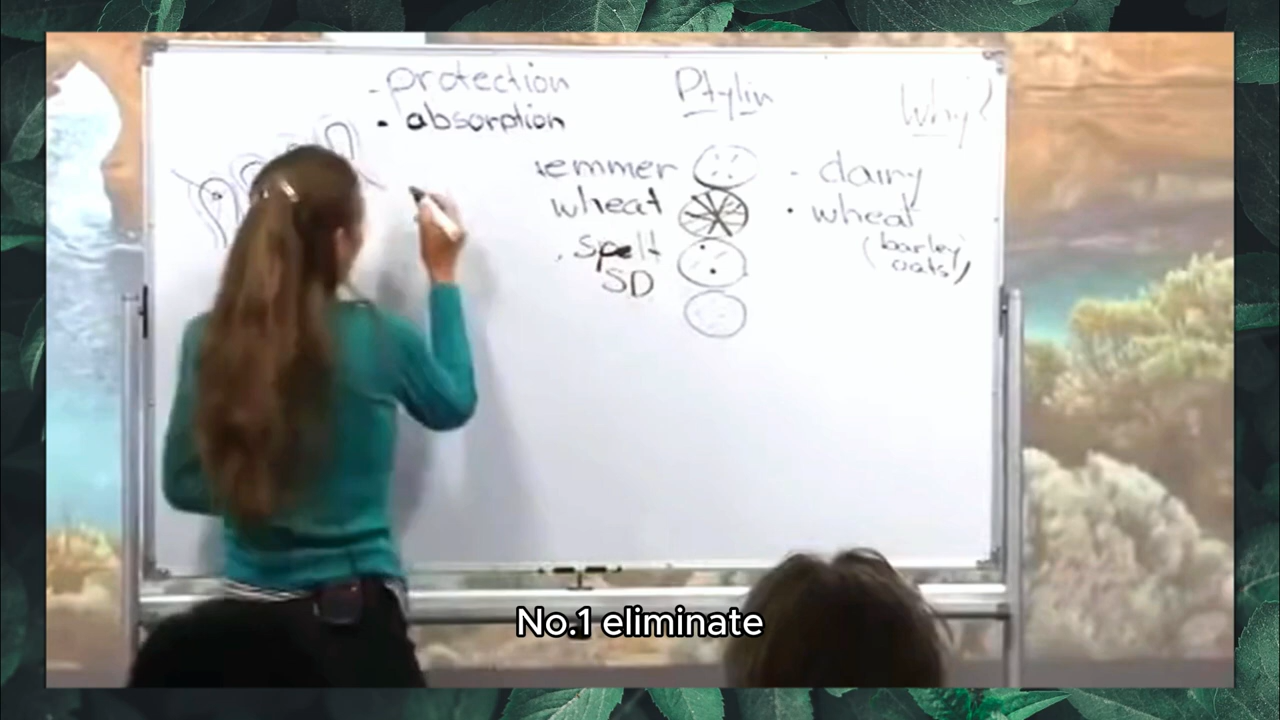 - protection
• absorption
Ptylin
Why?
emmer
wheat
. spelt
SD
- dairy
• wheat
(barley
oats)
No.1 eliminate